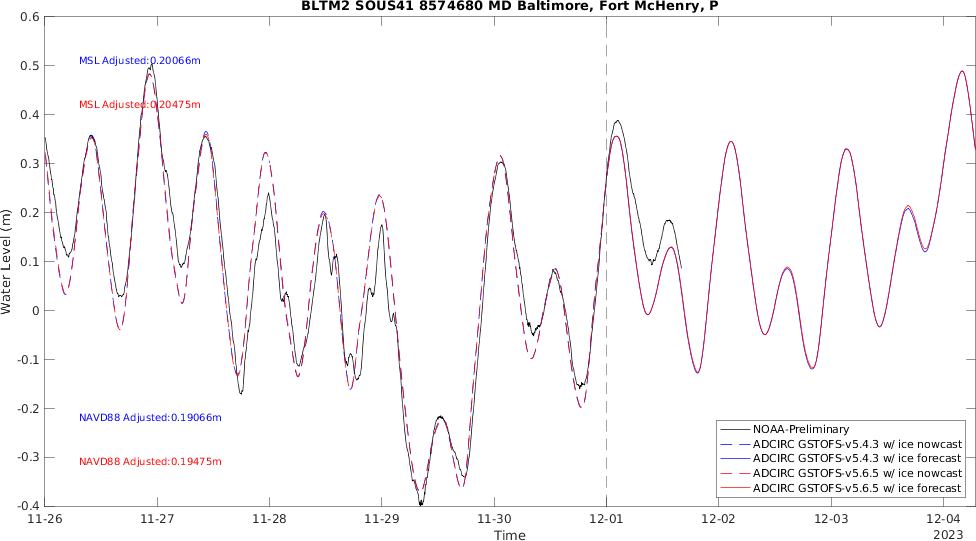 BLTM2 SOUS41 8574680 MD Baltimore, Fort McHenry, P
0.6
0.5
0.4
0.3
0.2
0.1
0
-0.1
-0.2
-0.3
-0.4
Water Level (m)
MSL Adjusted:0.20066m
MSL Adjusted:0.20475m
NAVD88 Adjusted:0.19066m
NAVD88 Adjusted:0.19475m
NOAA-Preliminary
ADCIRC GSTOFS-v5.4.3 w/ ice nowcast
ADCIRC GSTOFS-v5.4.3 w/ ice forecast
ADCIRC GSTOFS-v5.6.5 w/ ice nowcast
ADCIRC GSTOFS-v5.6.5 w/ ice forecast
11-26 11-27 11-28 11-29 11-30 12-01 12-02 12-03 12-04
Time
2023